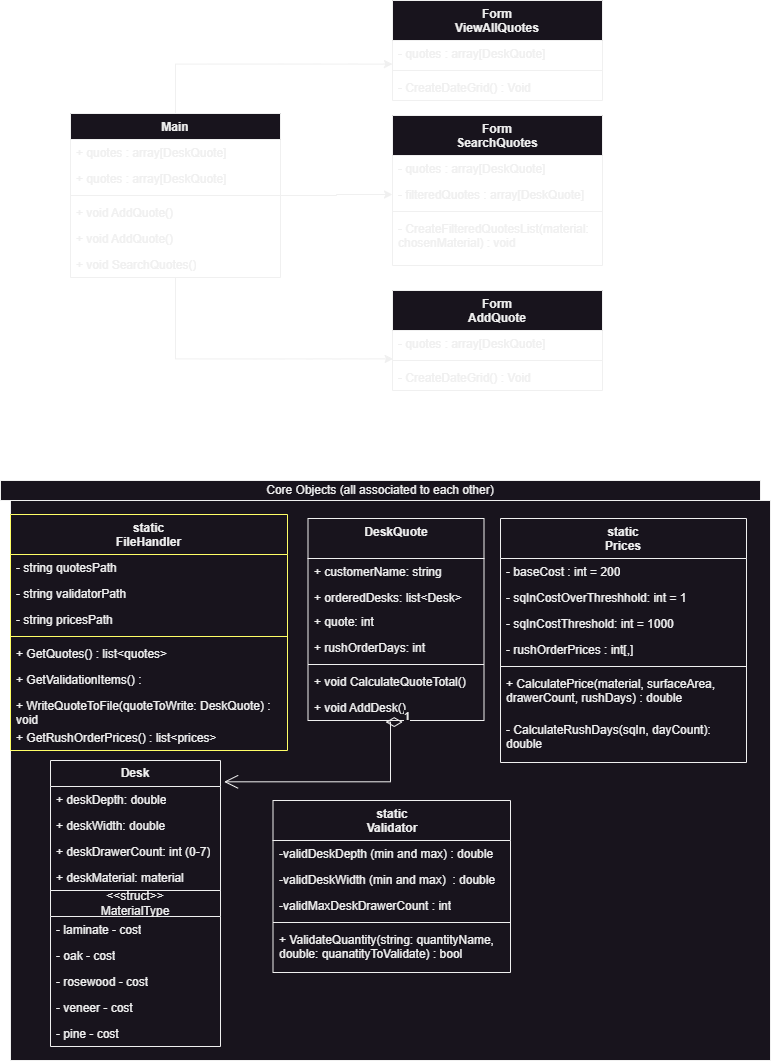 Form
ViewAllQuotes
- quotes : array[DeskQuote]
- CreateDateGrid() : Void
Main
+ quotes : array[DeskQuote]
+ quotes : array[DeskQuote]
+ void AddQuote()
+ void AddQuote()
+ void SearchQuotes()
Form
SearchQuotes
- quotes : array[DeskQuote]
- filteredQuotes : array[DeskQuote]
- CreateFilteredQuotesList(material:
chosenMaterial) : void
Form
AddQuote
- quotes : array[DeskQuote]
- CreateDateGrid() : Void
Core Objects (all associated to each other)
static
FileHandler
- string quotesPath
- string validatorPath
- string pricesPath
+ GetQuotes() : list<quotes>
+ GetValidationItems() :
+ WriteQuoteToFile(quoteToWrite: DeskQuote) :
void
+ GetRushOrderPrices() : list<prices>
DeskQuote
+ customerName: string
+ orderedDesks: list<Desk>
+ quote: int
+ rushOrderDays: int
+ void CalculateQuoteTotal()
+ void AddDesk()
1
static
Prices
- baseCost : int = 200
- sqInCostOverThreshhold: int = 1
- sqInCostThreshold: int = 1000
- rushOrderPrices : int[,]
+ CalculatePrice(material, surfaceArea,
drawerCount, rushDays) : double
- CalculateRushDays(sqIn, dayCount):
double
Desk
+ deskDepth: double
+ deskWidth: double
+ deskDrawerCount: int (0-7)
+ deskMaterial: material
<<struct>>
MaterialType
- laminate - cost
- oak - cost
- rosewood - cost
- veneer - cost
- pine - cost
static
Validator
-validDeskDepth (min and max) : double
-validDeskWidth (min and max)  : double
-validMaxDeskDrawerCount : int
+ ValidateQuantity(string: quantityName,
double: quanatityToValidate) : bool